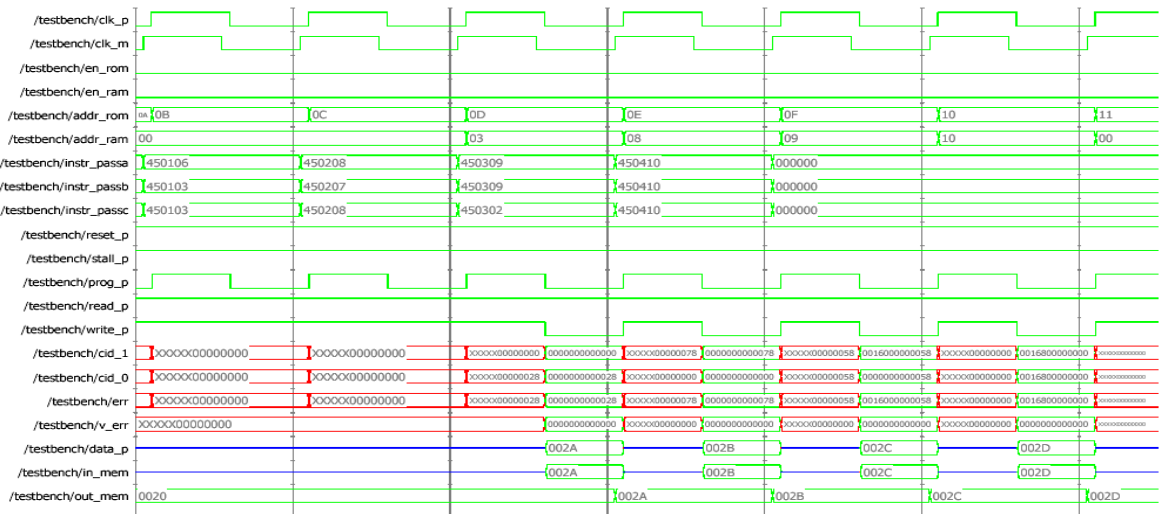 /testbench/clk_p
/testbench/clk_m
/testbench/en_rom
/testbench/en_ram
/testbench/addr_rom 0A 0B 0C 0D 0E 0F 10 11
/testbench/addr_ram 00 03 08 09 10 00
/testbench/instr_passa 450106 450208 450309 450410 000000
/testbench/instr_passb 450103 450207 450309 450410 000000
/testbench/instr_passc 450103 450208 450302 450410 000000
/testbench/reset_p
/testbench/stall_p
/testbench/prog_p
/testbench/read_p
/testbench/write_p
/testbench/cid_1 XXXXX00000000 XXXXX00000000 XXXXX00000000 0000000000000 XXXXX00000078 0000000000078 XXXXX00000058 0016000000058 XXXXX00000000 0016800000000
/testbench/cid_0 XXXXX00000000 XXXXX00000000 XXXXX00000028 0000000000028 XXXXX00000000 0000000000000 XXXXX00000058 0000000000058 XXXXX00000000 0016800000000
/testbench/err XXXXX00000000 XXXXX00000000 XXXXX00000028 0000000000028 XXXXX00000078 0000000000078 XXXXX00000058 0016000000058 XXXXX00000000 0016800000000
/testbench/v_err XXXXX00000000 0000000000000 XXXXX00000000 0000000000000 XXXXX00000000 0000000000000 XXXXX00000000 0000000000000
/testbench/data_p 002A 002B 002C 002D
/testbench/in_mem 002A 002B 002C 002D
/testbench/out_mem 0020 002A 002B 002C 002D